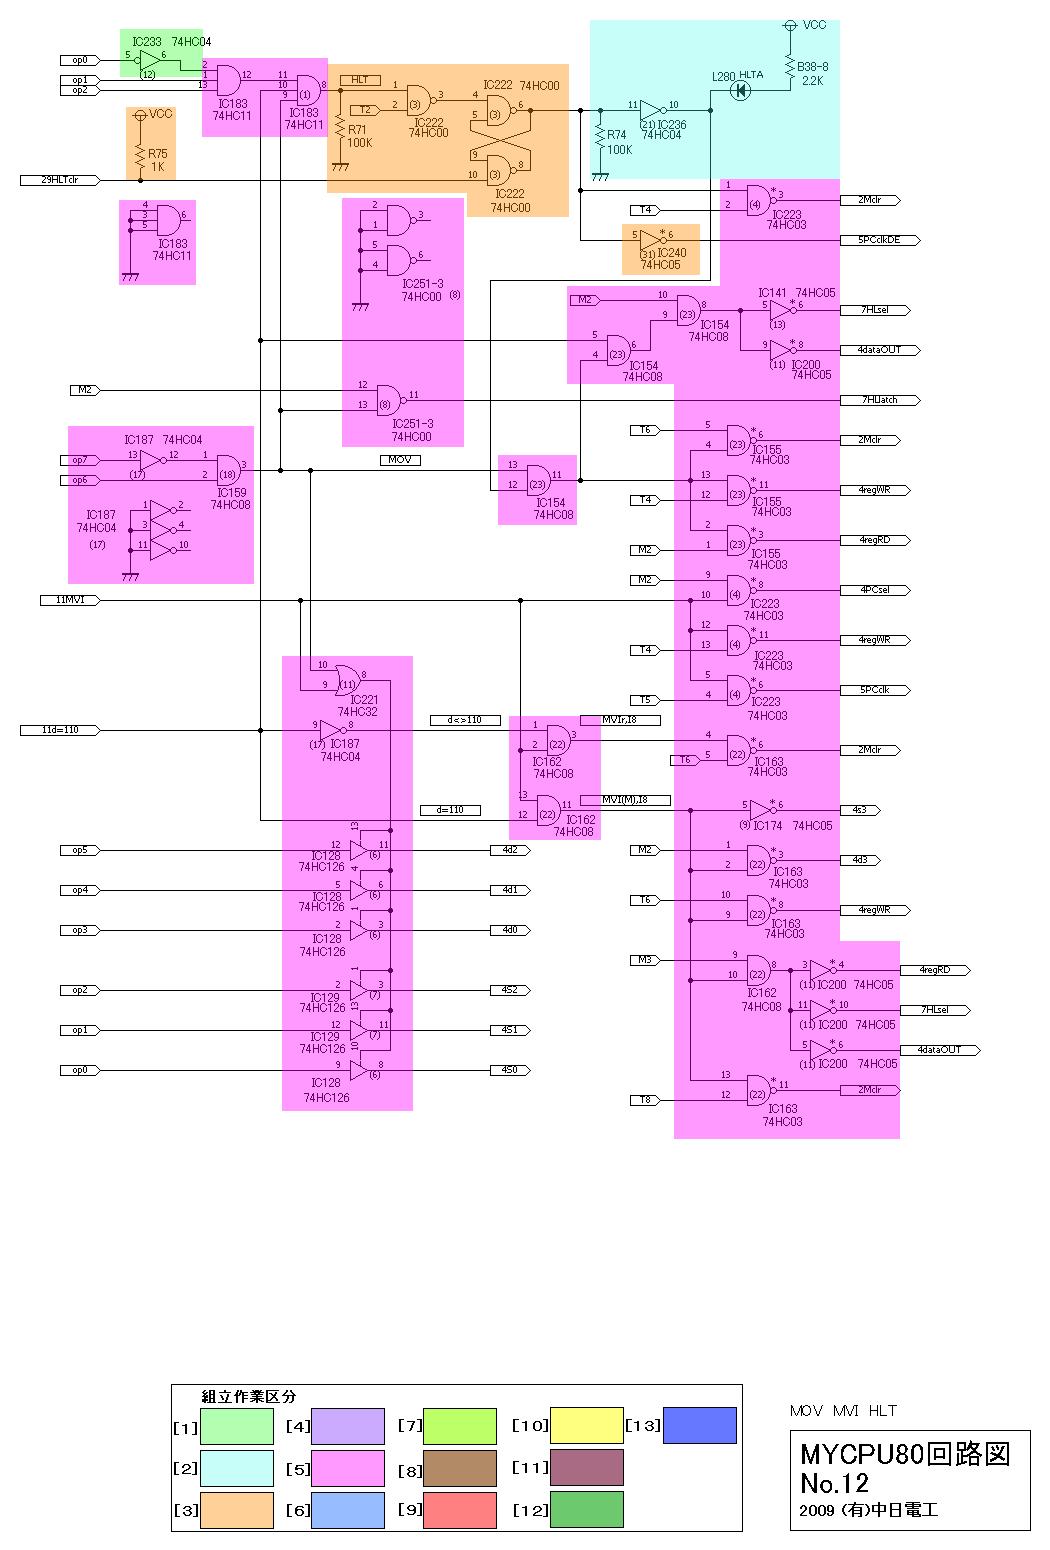 VCC
IC233 74HC04
op0
5
6
(12)
op1
op2
2
1
13
12
IC183
74HC11
11
10
9
8
(1)
IC183
74HC11
HLT
T2
1
2
3
(3)
IC222
74HC00
R71
100K
IC222 74HC00
4
5
6
(3)
9
10
8
(3)
IC222
74HC00
11
10
(21) IC236
74HC04
R74
100K
L280 HLTA
B38-8
2.2K
VCC
R75
1K
29HLTclr
4
3
5
6
IC183
74HC11
2
1
3
5
4
6
IC251-3
74HC00 (8)
1
2
* 3
(4)
IC223
74HC03
T4
2Mclr
5
* 6
(31) IC240
74HC05
5PCclkDE
M2
10
9
8
(23)
IC154
74HC08
5
4
6
(23)
IC154
74HC08
IC141 74HC05
5
* 6
(13)
7HLsel
9
* 8
(11) IC200
74HC05
4dataOUT
M2
12
13
11
(8)
IC251-3
74HC00
7HLlatch
IC187 74HC04
op7
op6
13
12
(17)
1
2
3
(18)
IC159
74HC08
IC187
74HC04
(17)
1
2
3
4
11
10
MOV
13
12
11
(23)
IC154
74HC08
T6
5
4
* 6
(23)
IC155
74HC03
2Mclr
T4
13
12
* 11
(23)
IC155
74HC03
4regWR
M2
2
1
* 3
(23)
IC155
74HC03
4regRD
M2
9
10
* 8
(4)
IC223
74HC03
4PCsel
11MVI
T4
12
13
* 11
(4)
IC223
74HC03
4regWR
T5
5
4
* 6
(4)
IC223
74HC03
5PCclk
10
9
8
(11)
IC221
74HC32
11d=110
9
8
(17) IC187
74HC04
d<>110
1
2
3
(22)
IC162
74HC08
MVIr,I8
T6
4
5
* 6
(22)
IC163
74HC03
2Mclr
d=110
13
12
11
(22)
IC162
74HC08
MVI(M),I8
5
* 6
(9) IC174 74HC05
4s3
op5
12
13
11
IC128 (6)
74HC126
4d2
M2
1
2
* 3
(22)
IC163
74HC03
4d3
op4
5
4
6
IC128 (6)
74HC126
4d1
T6
10
9
* 8
(22)
IC163
74HC03
4regWR
op3
2
1
3
IC128 (6)
74HC126
4d0
M3
9
10
8
(22)
IC162
74HC08
3
* 4
(11) IC200 74HC05
4regRD
op2
2
1
3
IC129 (7)
74HC126
4S2
11
* 10
(11) IC200 74HC05
7HLsel
op1
12
13
11
IC129 (7)
74HC126
4S1
5
* 6
(11) IC200 74HC05
4dataOUT
op0
9
10
8
IC128 (6)
74HC126
4S0
T8
13
12
* 11
(22)
IC163
74HC03
2Mclr
組立作業区分
[1] [4] [7] [10] [13]
[2] [5] [8] [11]
[3] [6] [9] [12]
MOV MVI HLT
MYCPU80回路図
No.12
2009 (有)中日電工